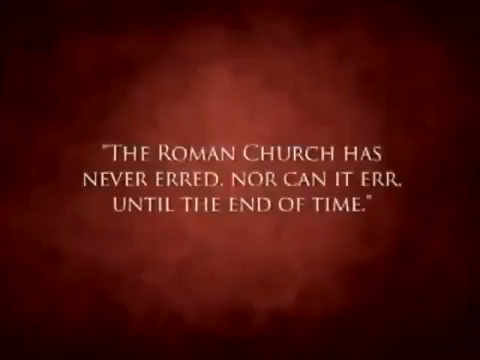 "The Roman Church has
never erred, nor can it err,
until the end of time."